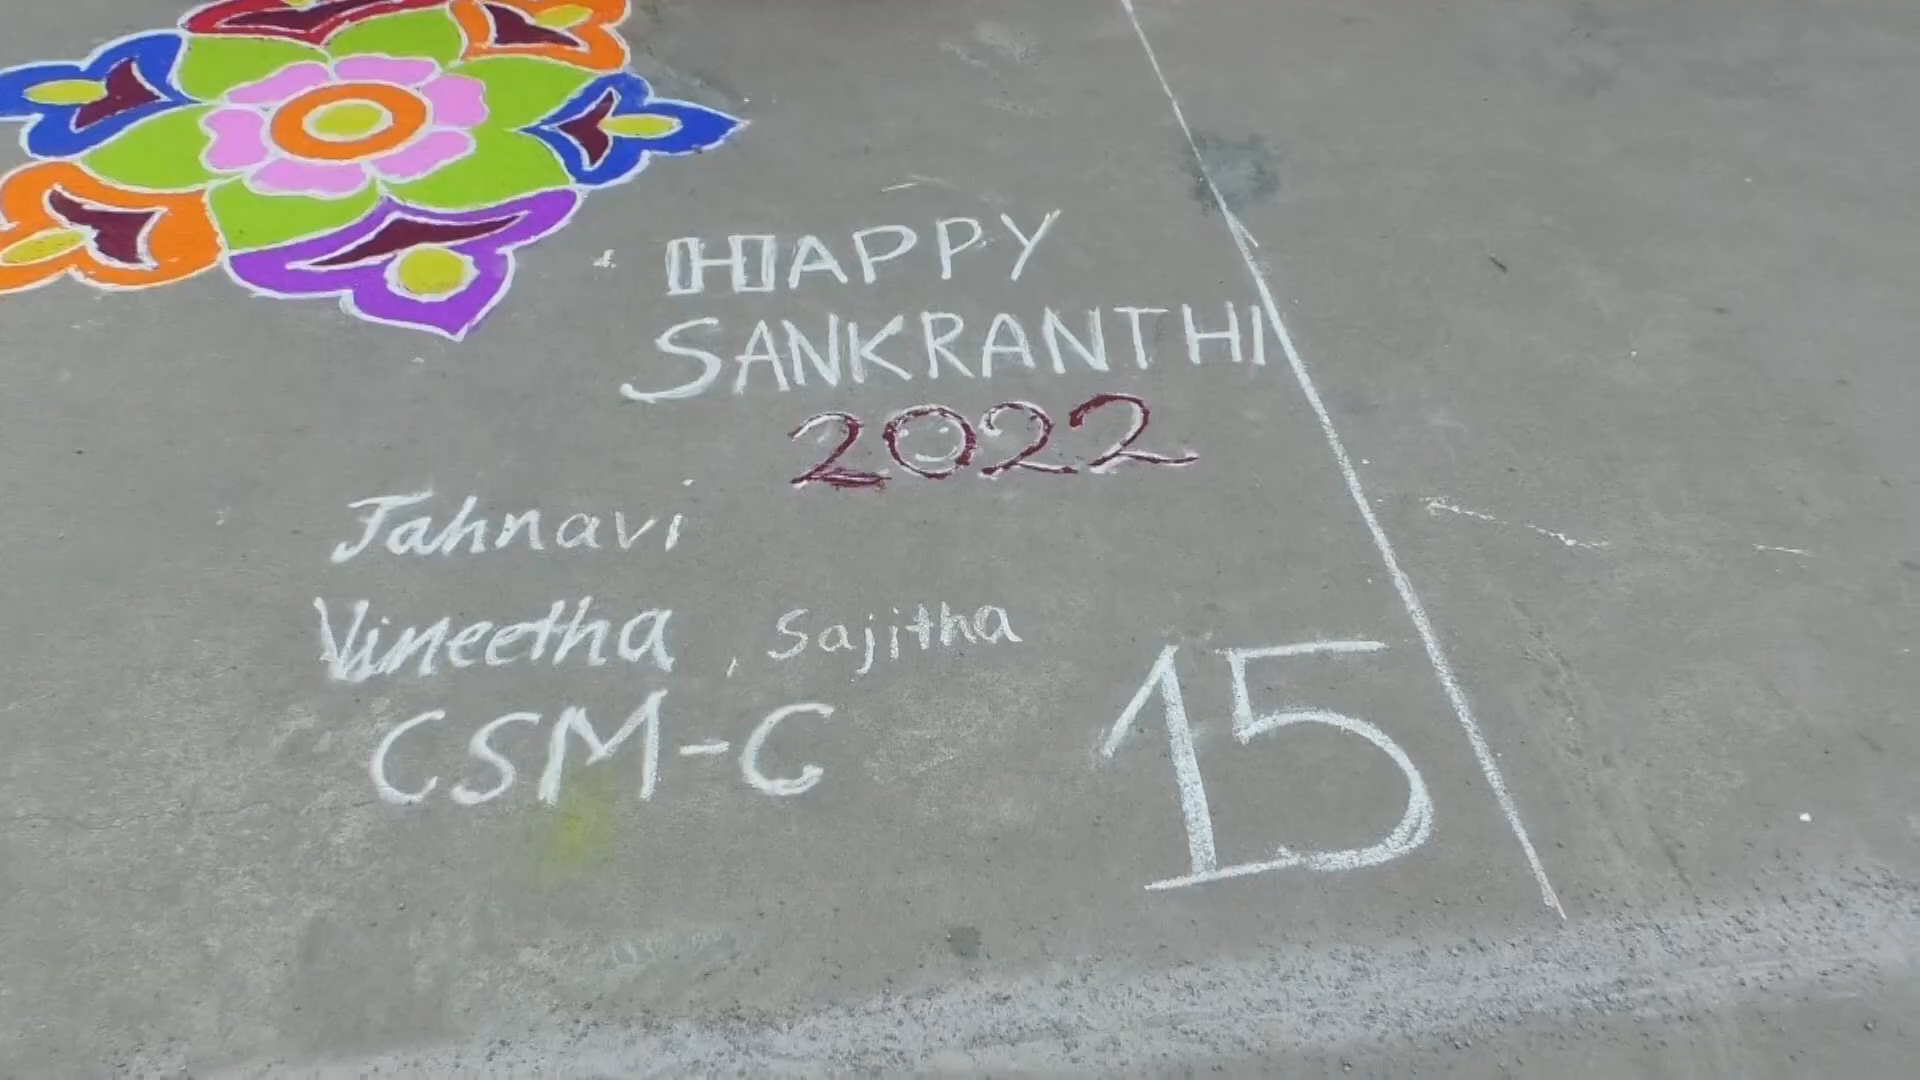 HAPPY
SANKRANTHI
2022
Jahnavi
Vineetha, Sajitha
CSM-C
15